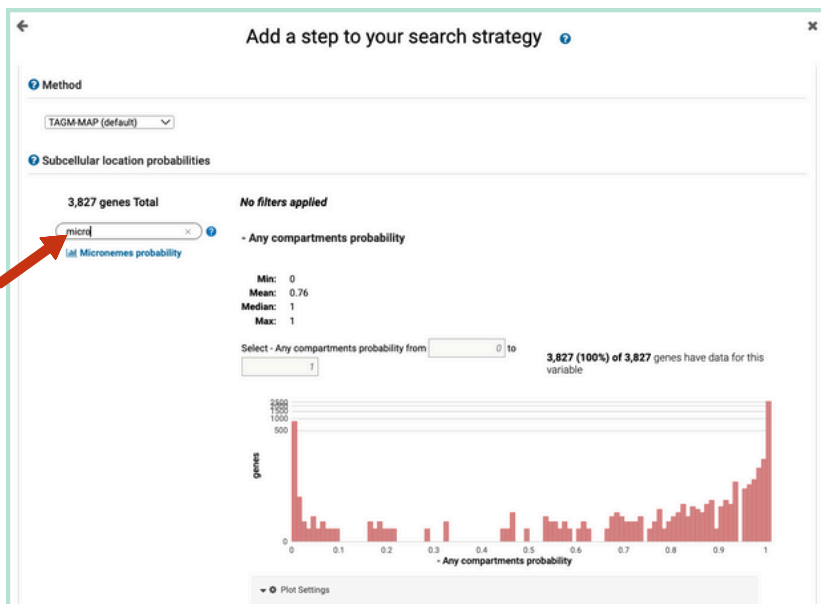 Add a step to your search strategy
Method
TAGM-MAP (default)
Subcellular location probabilities
3,827 genes Total
No filters applied
micro
Micronemes probability
- Any compartments probability
Min: 0
Mean: 0.76
Median: 1
Max: 1
Select - Any compartments probability from 0 to
1
3,827 (100%) of 3,827 genes have data for this
variable
2500
1500
1000
500
0
genes
0 0.1 0.2 0.3 0.4 0.5 0.6 0.7 0.8 0.9 1
- Any compartments probability
Plot Settings